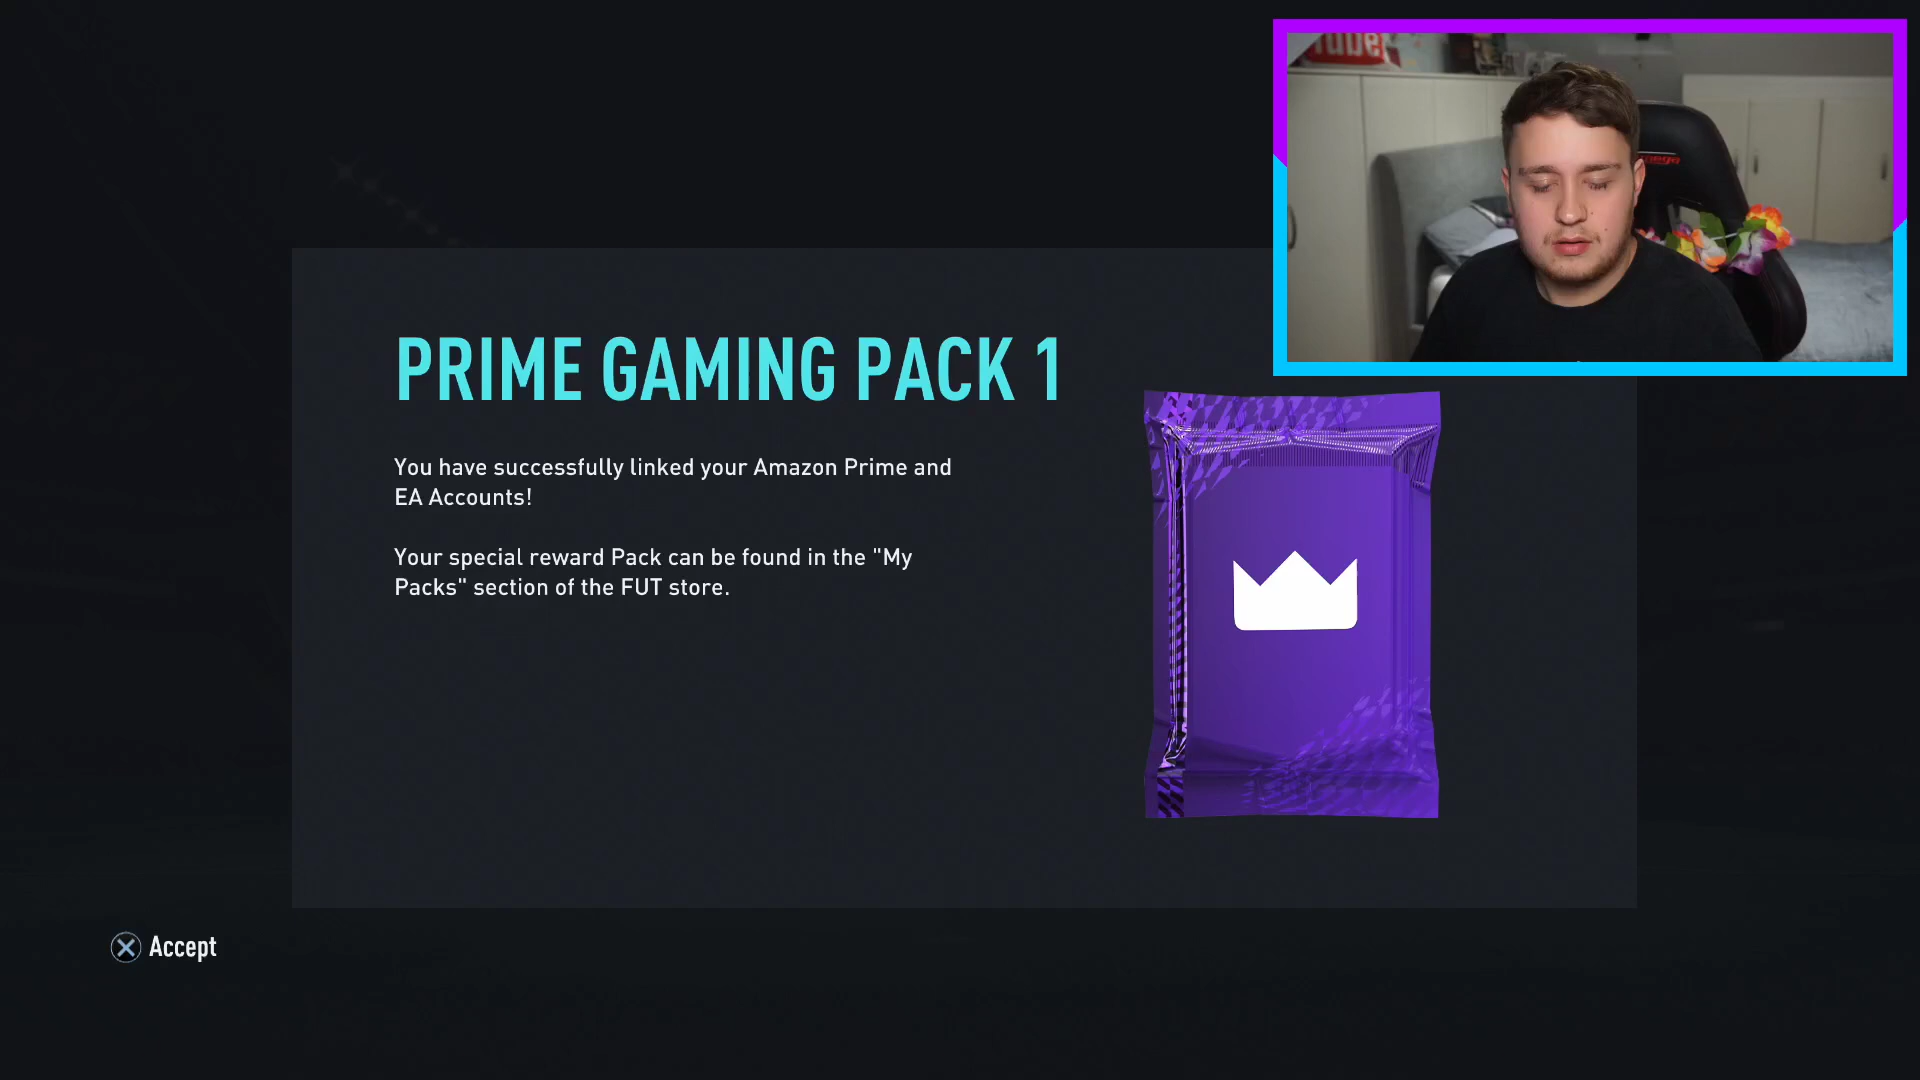 PRIME GAMING PACK 1
You have successfully linked your Amazon Prime and
EA Accounts!
Your special reward Pack can be found in the "My
Packs" section of the FUT store.
Accept